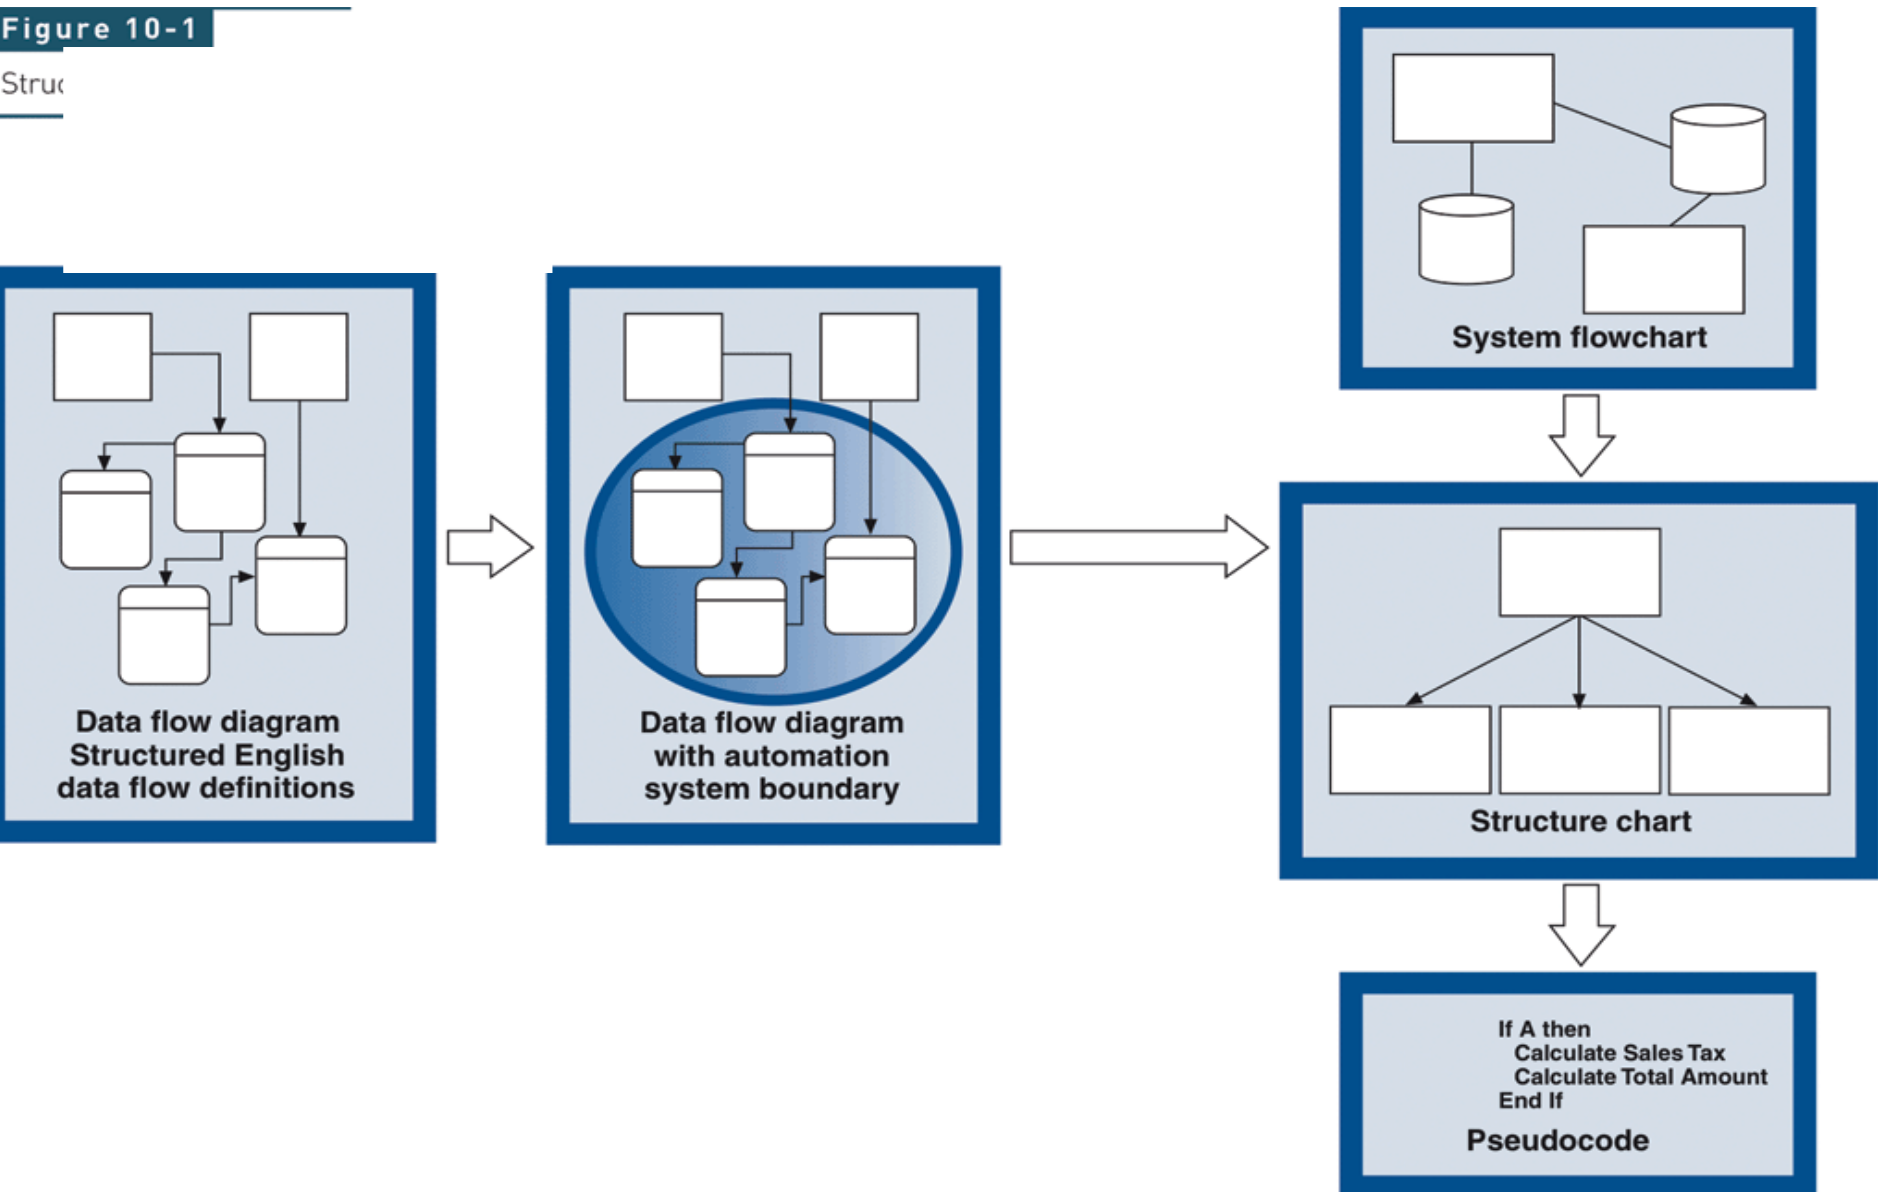 Figure 10-1
System flowchart
Data flow diagram
Structured English
data flow definitions
Data flow diagram
with automation
system boundary
Structure chart
If A then
Calculate Sales Tax
Calculate Total Amount
End If
Pseudocode